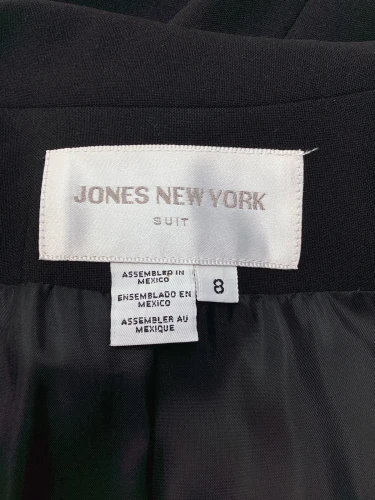 JONES NEW YORK
SUIT
ASSEMBLED IN
MEXICO
ENSEMBLADO EN
MEXICO
ASSEMBLER AU
MEXIQUE
8